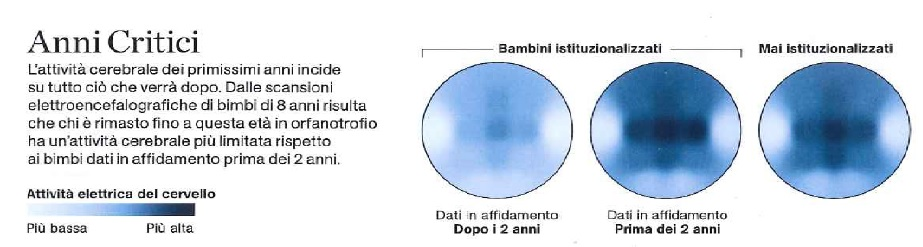 Anni Critici
L'attività cerebrale dei primissimi anni incide
su tutto ciò che verrà dopo. Dalle scansioni
elettroencefalografiche di bimbi di 8 anni risulta
che chi è rimasto fino a questa età in orfanotrofio
ha un'attività cerebrale più limitata rispetto
ai bimbi dati in affidamento prima dei 2 anni.
Attività elettrica del cervello
Più bassa Più alta
Bambini istituzionalizzati Mai istituzionalizzati
Dati in affidamento Dati in affidamento
Dopo i 2 anni Prima dei 2 anni